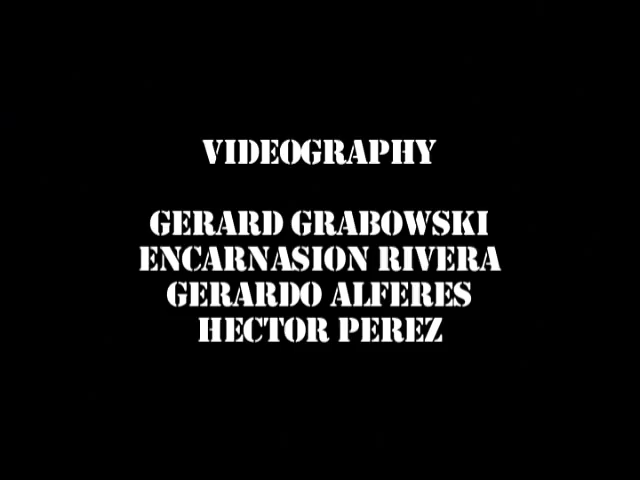 VIDEOGRAPHY
GERARD GRABOWSKI
ENCARNASION RIVERA
GERARDO ALFERES
HECTOR PEREZ